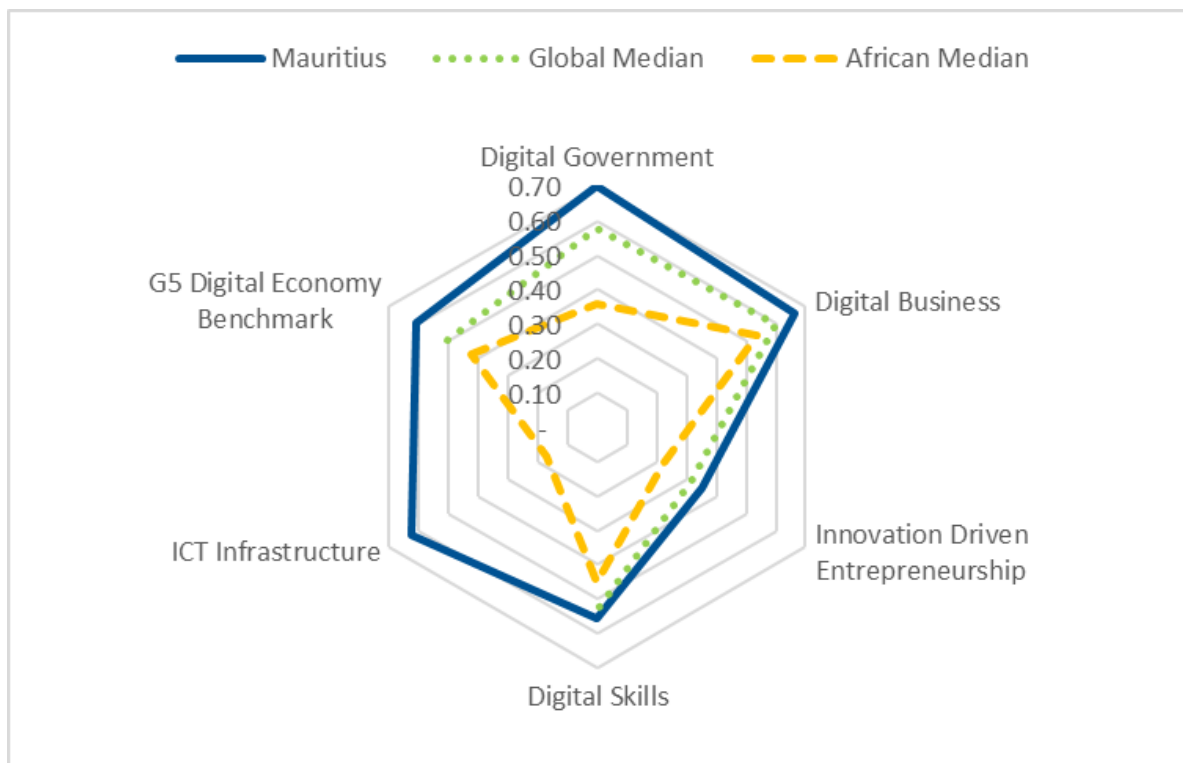 Mauritius
Global Median
African Median
Digital Government
0.70
0.60
0.50
0.40
0.30
0.20
0.10
-
G5 Digital Economy
Benchmark
Digital Business
ICT Infrastructure
Innovation Driven
Entrepreneurship
Digital Skills